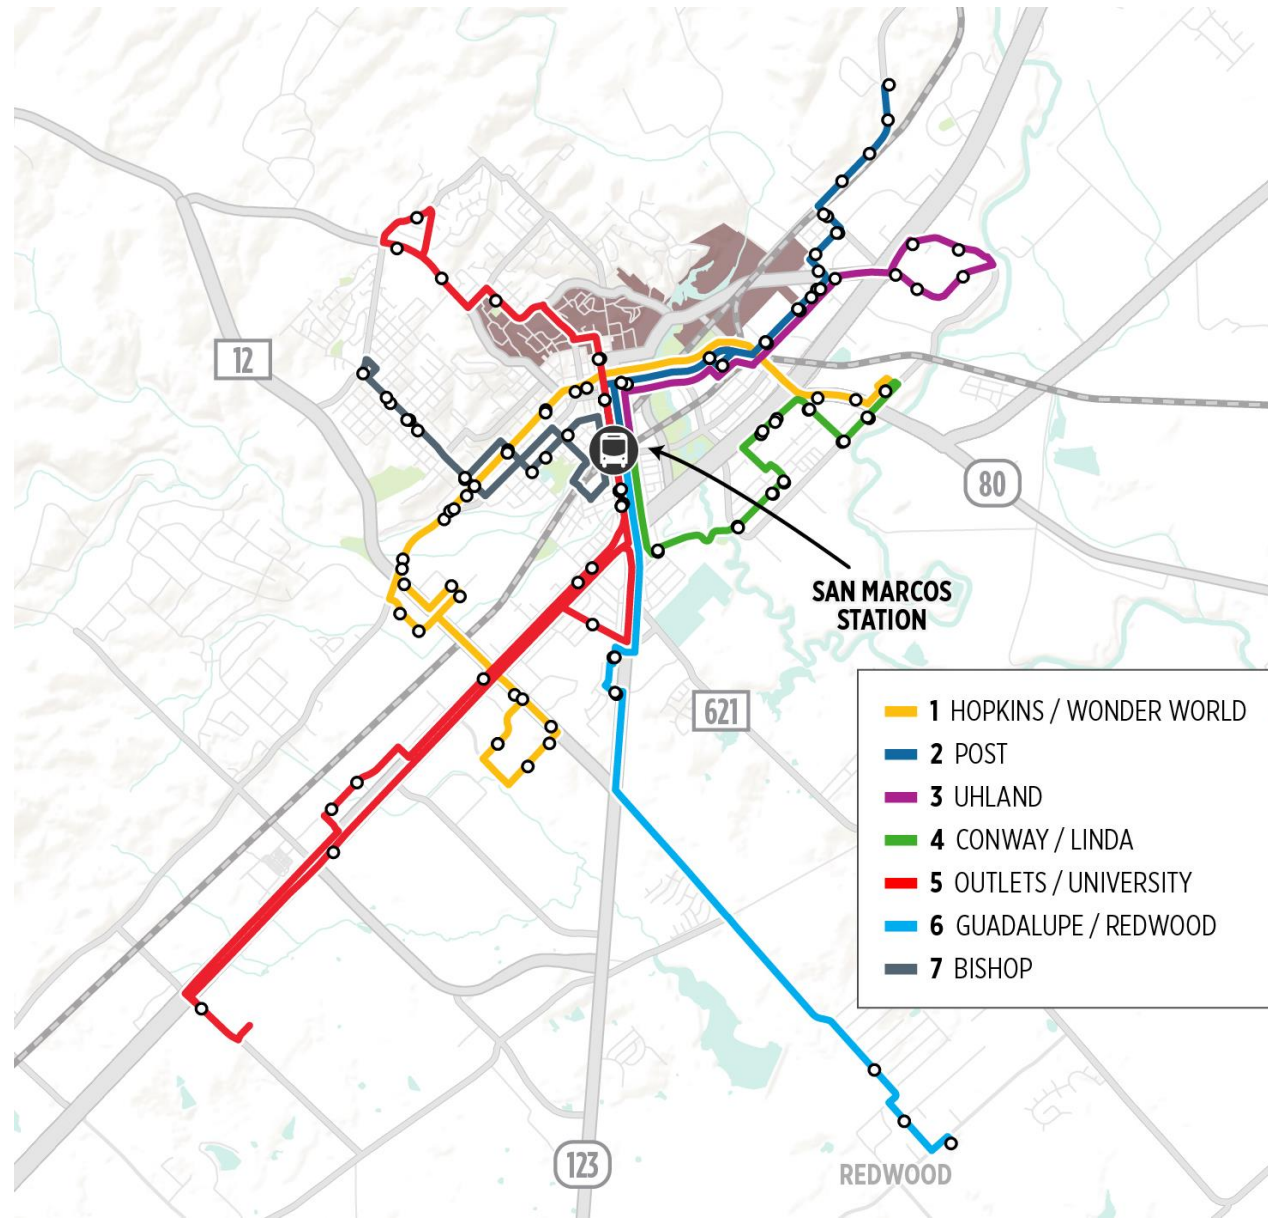 12
80
SAN MARCOS
STATION
621
1 HOPKINS / WONDER WORLD
2 POST
3 UHLAND
4 CONWAY / LINDA
5 OUTLETS / UNIVERSITY
6 GUADALUPE / REDWOOD
7 BISHOP
123
REDWOOD